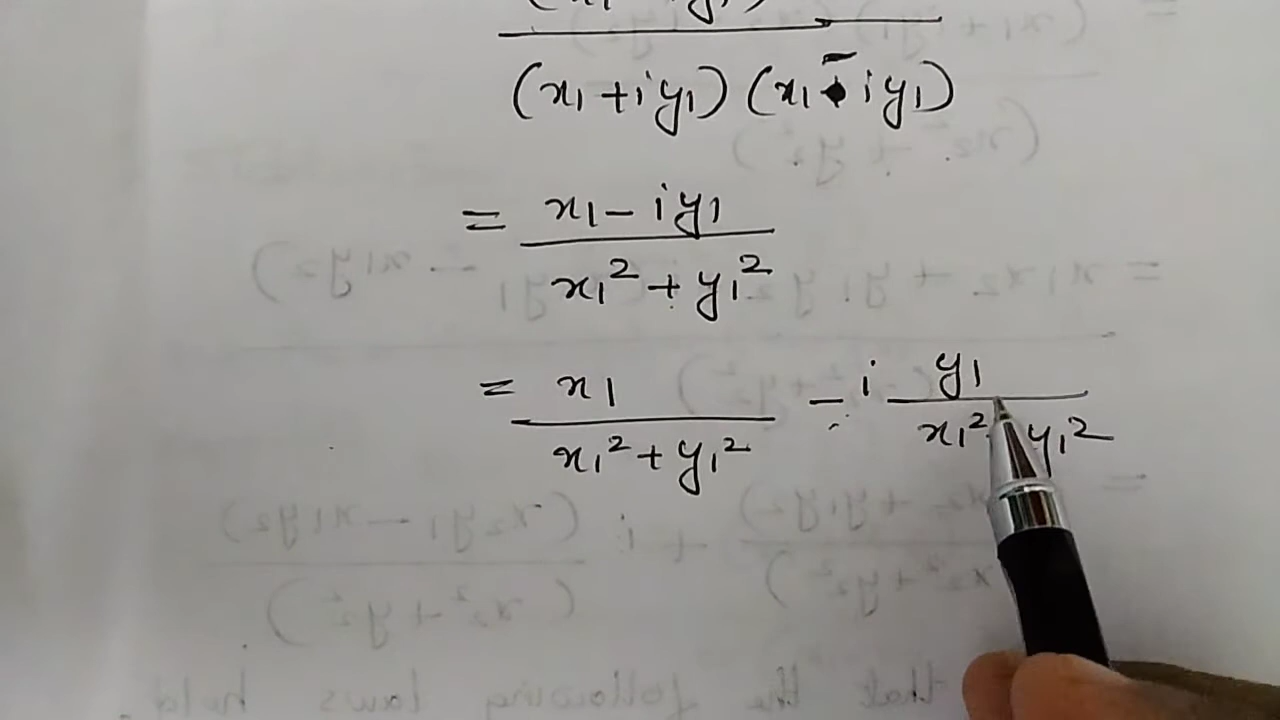 (x1 + iy1) (x1 - iy1)
= x1 - iy1
x1² + y1²
= x1 - i y1
x1² + y1² x1² y1²